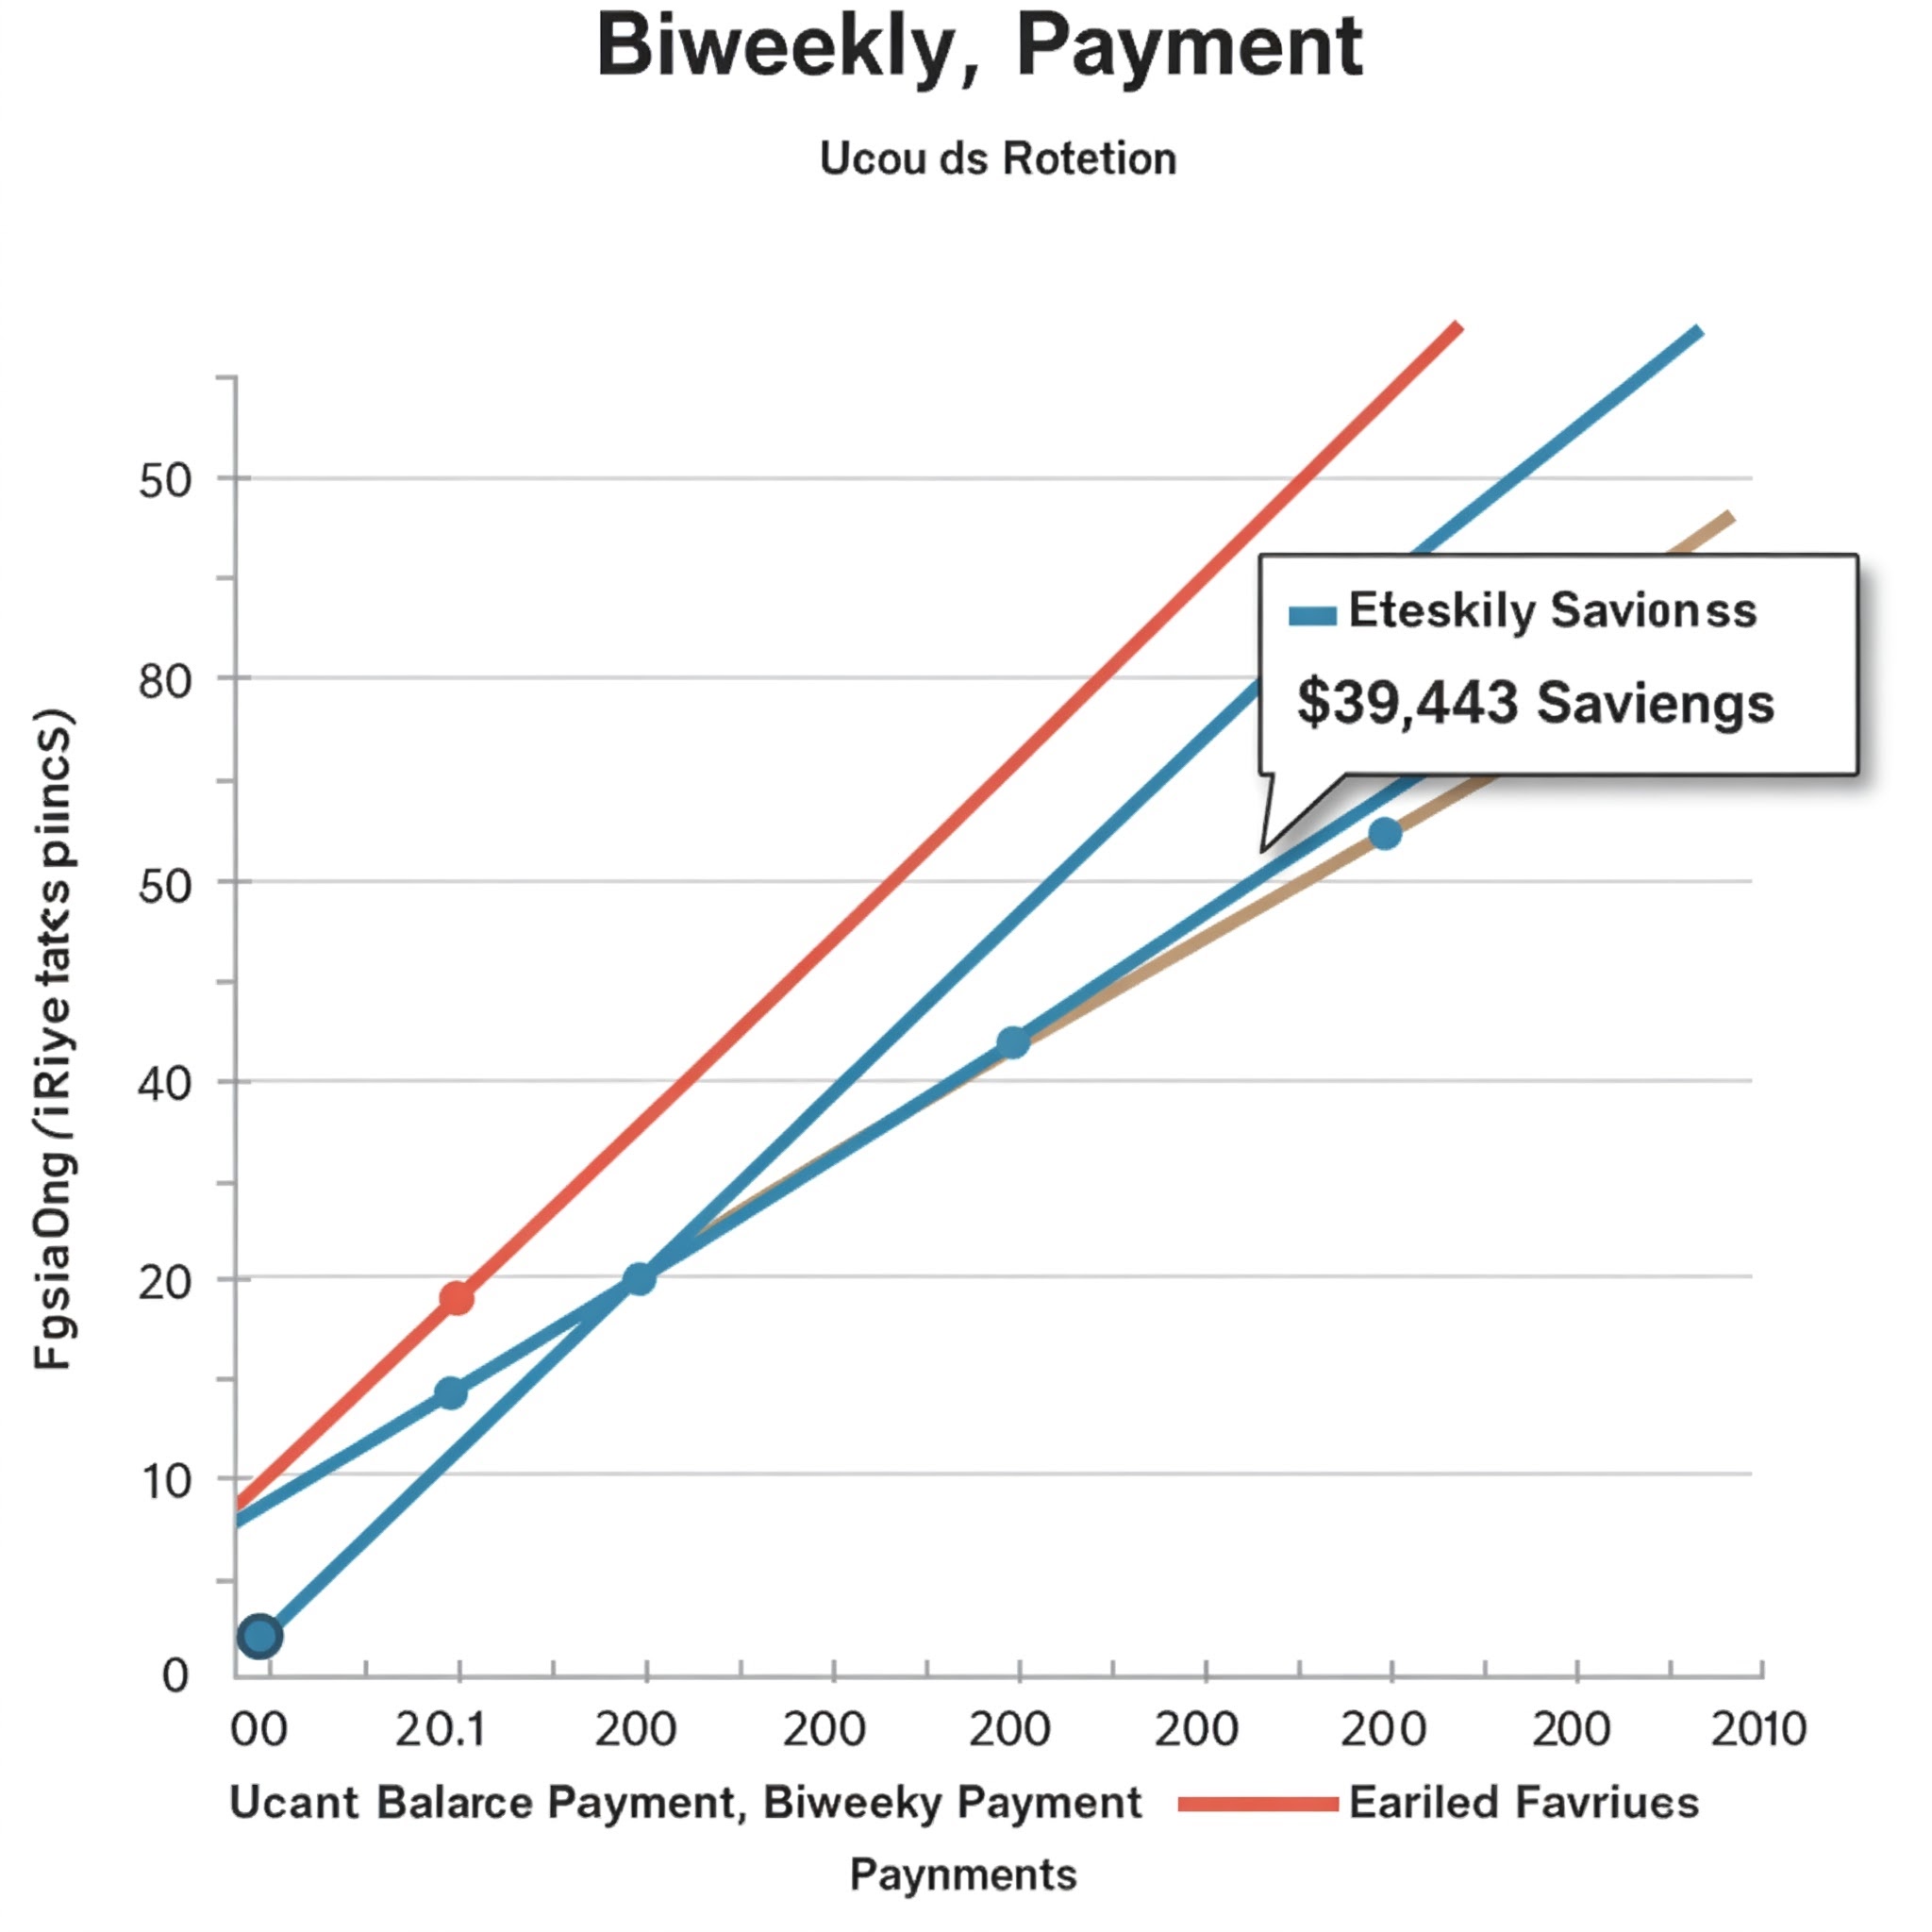 Biweekly, Payment
Ucou ds Rotetion
50
80
50
40
20
10
0
FgsiaOng (iRiye tatʢs piincS)
Eteskily Savionss
$39,443 Saviengs
00 20.1 200 200 200 200 200 200 2010
Ucant Balarce Payment, Biweeky Payment Eariled Favriues
Paynments